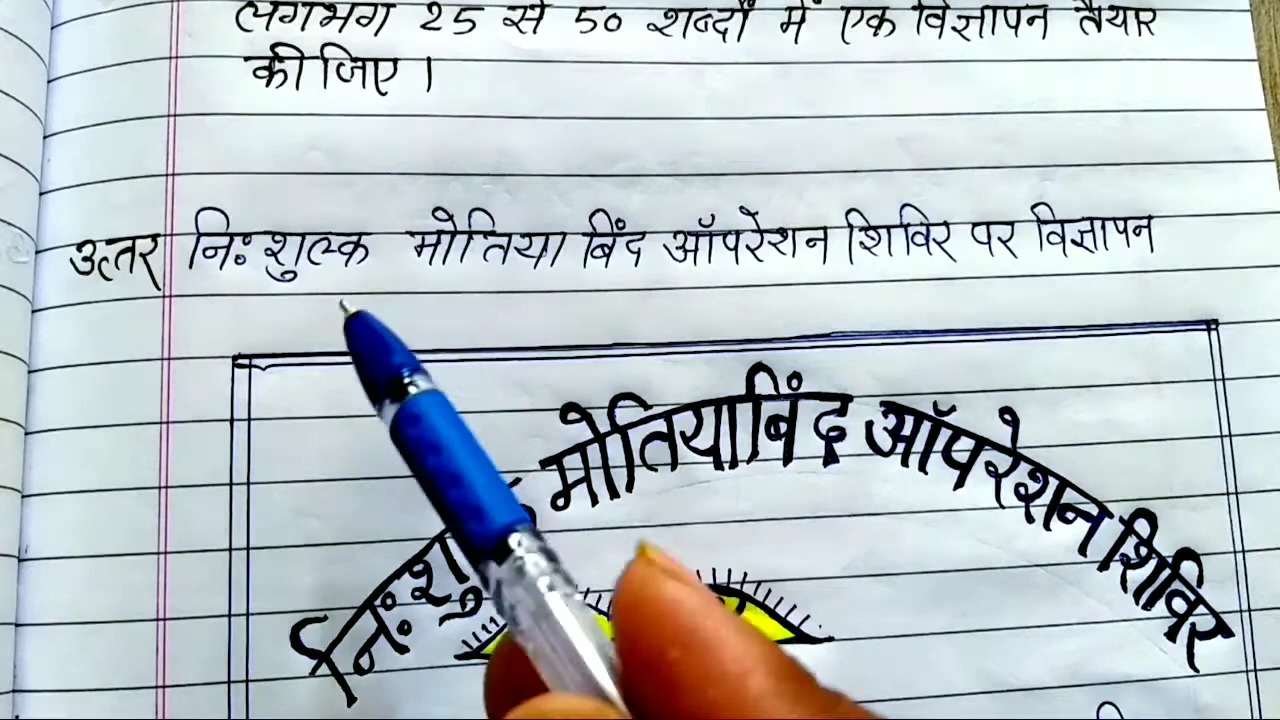 लगभग 25 से 50 शब्दों में एक विज्ञापन तैयार
कीजिए।
उत्तर निःशुल्क मोतियाबिंद ऑपरेशन शिविर पर विज्ञापन
मोतियाबिंद ऑपरेशन शिविर